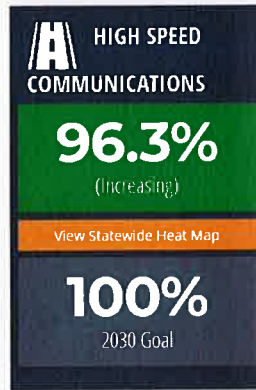 HIGH SPEED
COMMUNICATIONS
96.3%
(Increasing)
View Statewide Heat Map
100%
2030 Goal